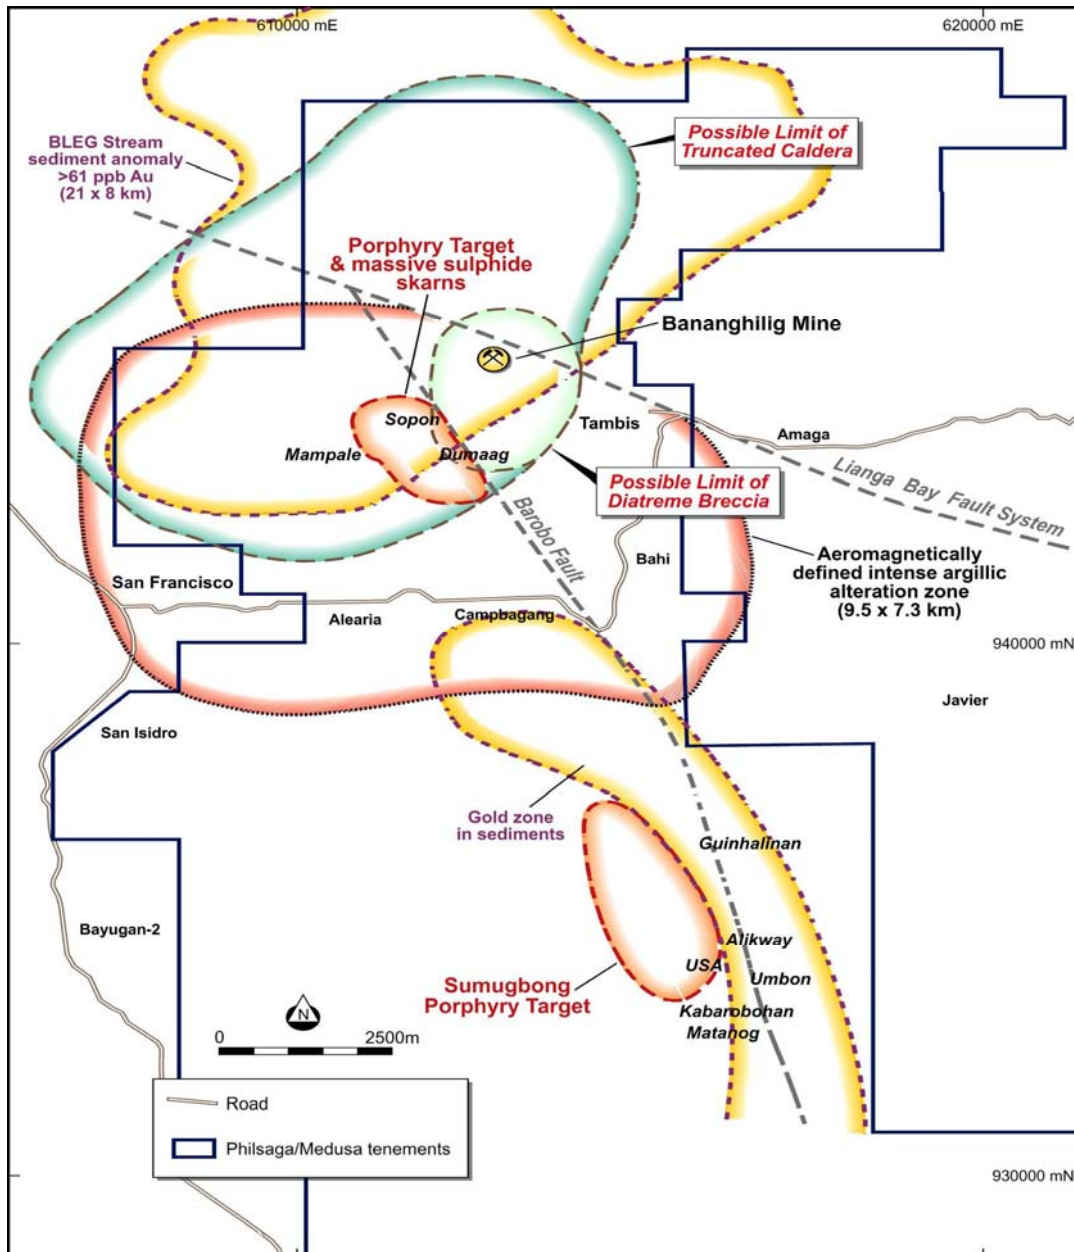 610000 mE
620000 mE
BLEG Stream
sediment anomaly
>61 ppb Au
(21 x 8 km)
Possible Limit of
Truncated Caldera
Porphyry Target
& massive sulphide
skarns
Bananghilig Mine
Sopon
Mampale
Dumaag
Tambis
Amaga
Possible Limit of
Diatreme Breccia
Lianga Bay Fault System
Barobo Fault
Bahi
Aeromagnetically
defined intense argillic
alteration zone
(9.5 x 7.3 km)
San Francisco
Alearia
Campbagang
940000 mN
Javier
San Isidro
Gold zone
in sediments
Guinhalinan
Bayugan-2
Alikway
USA
Umbon
Sumugbong
Porphyry Target
Kabarobohan
Matanog
N
0
2500m
Road
Philsaga/Medusa tenements
930000 mN